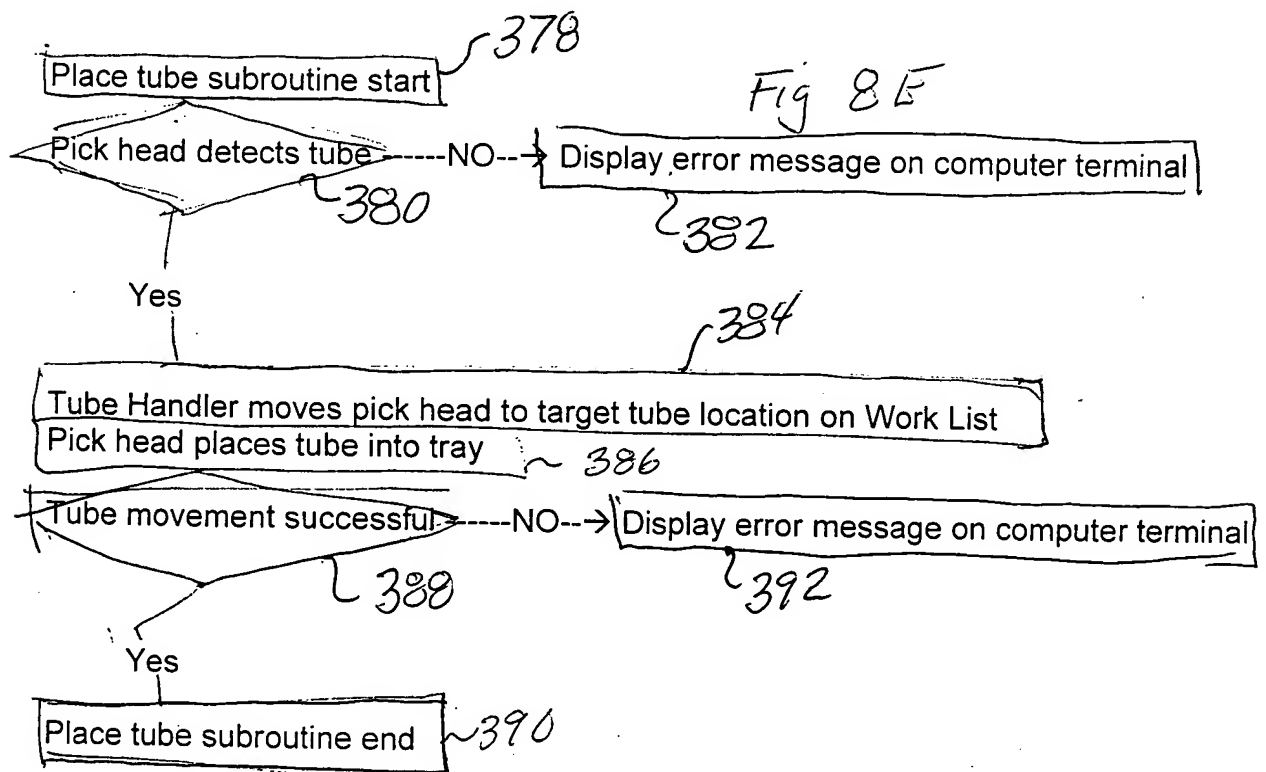 378
Place tube subroutine start
Fig 8E
Pick head detects tube ------NO--→ Display error message on computer terminal
380
382
Yes
384
Tube Handler moves pick head to target tube location on Work List
Pick head places tube into tray
386
Tube movement successful ------NO--→ Display error message on computer terminal
388
392
Yes
Place tube subroutine end
390